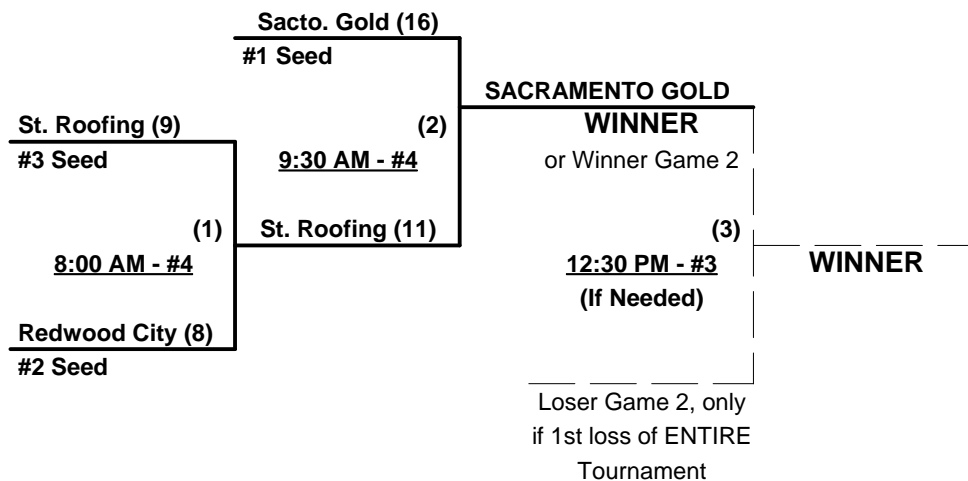 Sacto. Gold (16)
#1 Seed
SACRAMENTO GOLD
St. Roofing (9)
(2)
WINNER
#3 Seed
9:30 AM - #4
or Winner Game 2
(1)
St. Roofing (11)
(3)
8:00 AM - #4
12:30 PM - #3
WINNER
(If Needed)
Redwood City (8)
#2 Seed
Loser Game 2, only
if 1st loss of ENTIRE
Tournament